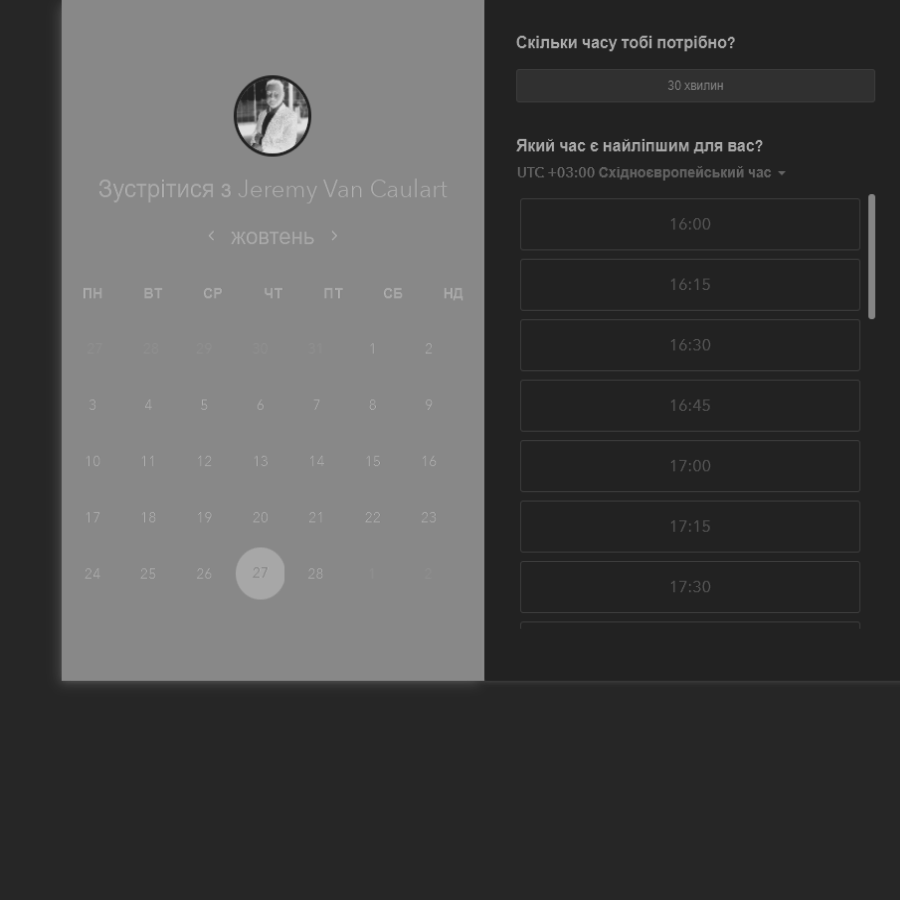 Зустрітися з Jeremy Van Caulart
жовтень
ПН ВТ СР ЧТ ПТ СБ НД
27 28 29 30 31 1 2
3 4 5 6 7 8 9
10 11 12 13 14 15 16
17 18 19 20 21 22 23
24 25 26 27 28 1 2
Скільки часу тобі потрібно?
30 хвилин
Який час є найліпшим для вас?
UTC +03:00 Східноєвропейський час
16:00
16:15
16:30
16:45
17:00
17:15
17:30